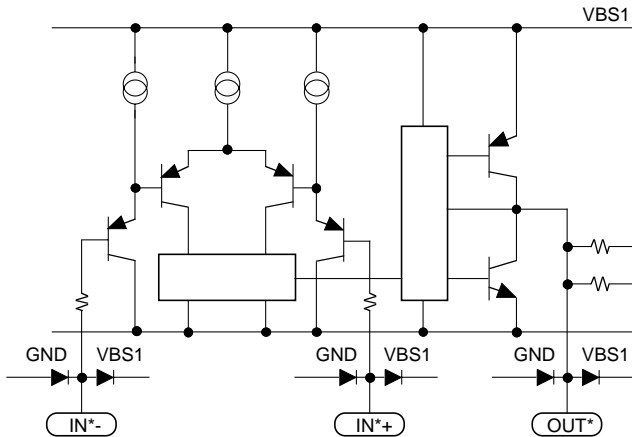 VBS1
GND VBS1 GND VBS1 GND VBS1
IN*- IN*+ OUT*